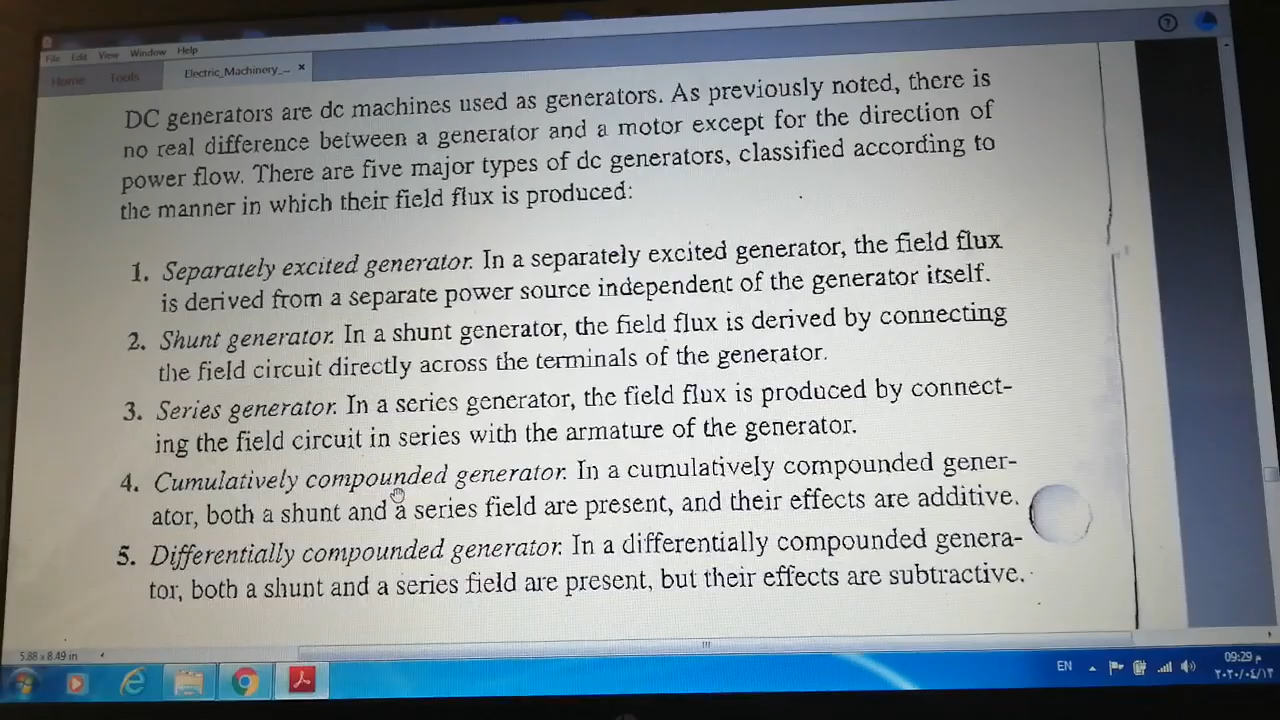 File Edit View Window Help
Home Tools Electric_Machinery_... ×
DC generators are dc machines used as generators. As previously noted, there is
no real difference between a generator and a motor except for the direction of
power flow. There are five major types of dc generators, classified according to
the manner in which their field flux is produced:
1. Separately excited generator. In a separately excited generator, the field flux
is derived from a separate power source independent of the generator itself.
2. Shunt generator. In a shunt generator, the field flux is derived by connecting
the field circuit directly across the terminals of the generator.
3. Series generator. In a series generator, the field flux is produced by connect-
ing the field circuit in series with the armature of the generator.
4. Cumulatively compounded generator. In a cumulatively compounded gener-
ator, both a shunt and a series field are present, and their effects are additive.
5. Differentially compounded generator. In a differentially compounded genera-
tor, both a shunt and a series field are present, but their effects are subtractive.
5.88 x 8.49 in
EN
09:29 م
٢٠٢٠/٠٤/١٣